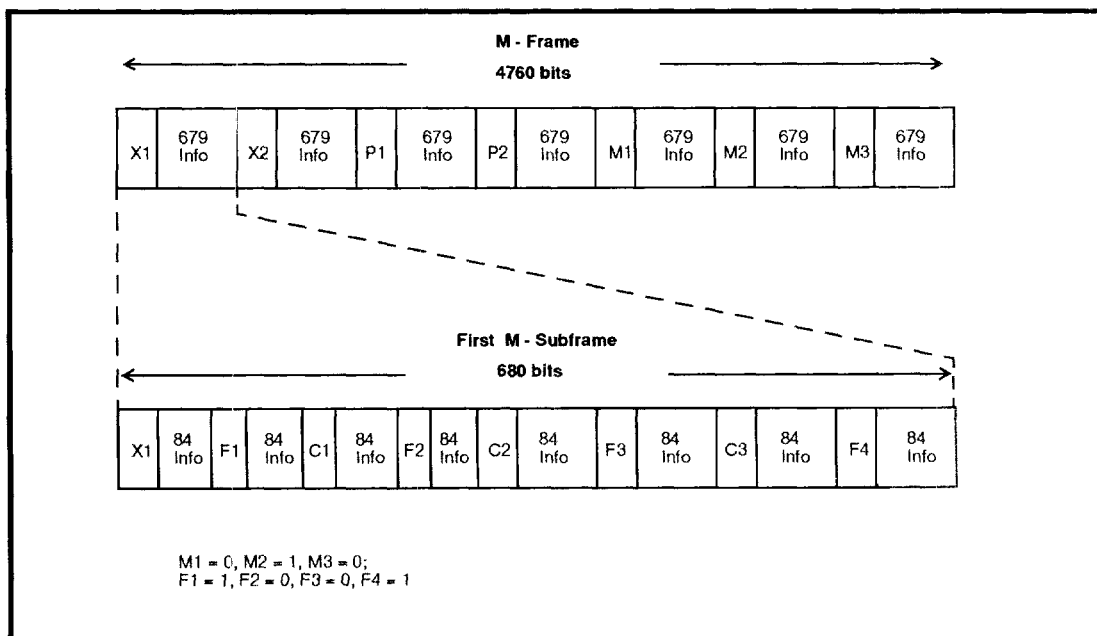 M - Frame
4760 bits
X1 679 Info X2 679 Info P1 679 Info P2 679 Info M1 679 Info M2 679 Info M3 679 Info
First M - Subframe
680 bits
X1 84 Info F1 84 Info C1 84 Info F2 84 Info C2 84 Info F3 84 Info C3 84 Info F4 84 Info
M1 = 0, M2 = 1, M3 = 0;
F1 = 1, F2 = 0, F3 = 0, F4 = 1